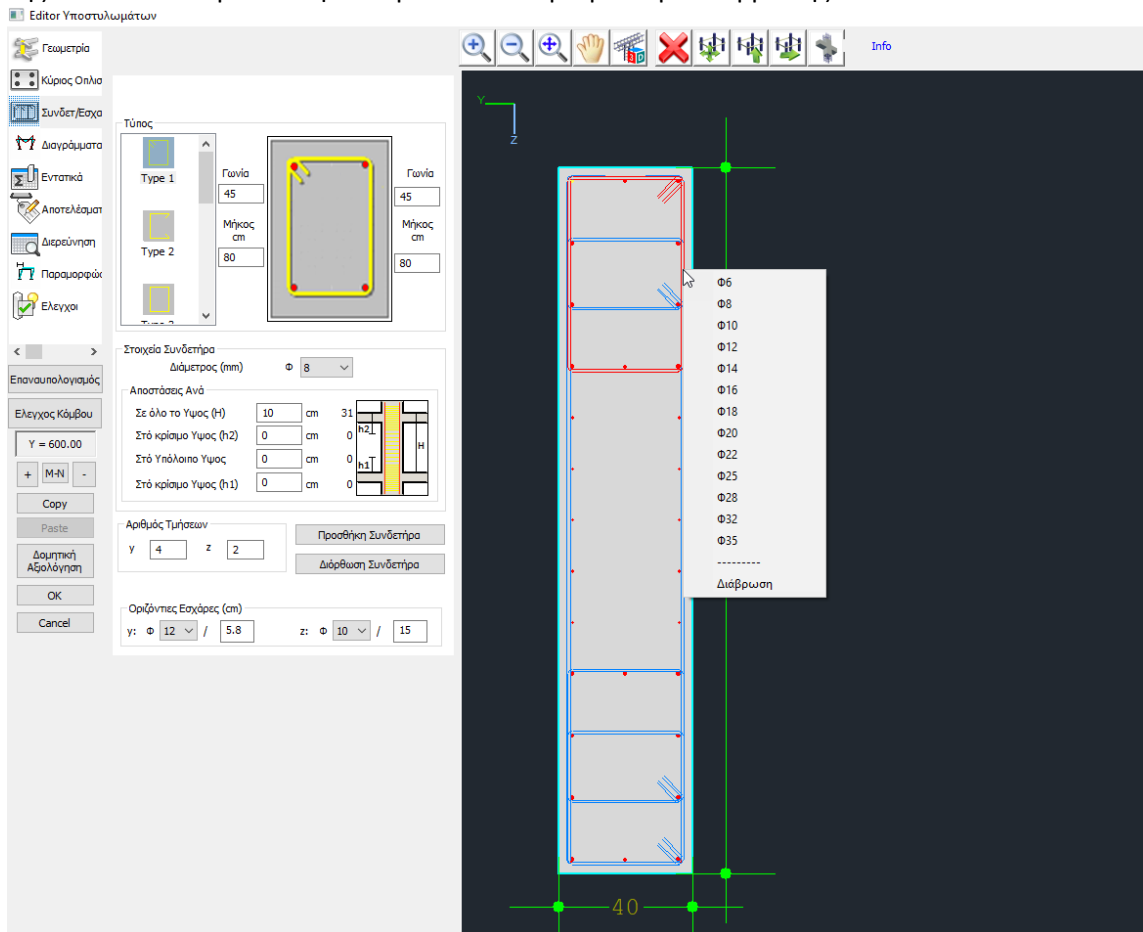 Editor Υποστυλωμάτων
Γεωμετρία
Κύριος Οπλισ
Συνδετ/Εσχα
Διαγράμματα
Εντατικά
Αποτελέσματ
Διερεύνηση
Παραμορφώ
Ελεγχοι
< >
Επαναυπολογισμός
Ελεγχος Κόμβου
Y = 600.00
+ M-N -
Copy
Paste
Δομητική
Αξιολόγηση
OK
Cancel
Τύπος
Type 1
Type 2
Γωνία
45
Μήκος
cm
80
Γωνία
45
Μήκος
cm
80
Στοιχεία Συνδετήρα
Διάμετρος (mm) Φ 8
Αποστάσεις Ανά
Σε όλο το Υψος (H) 10 cm 31
Στό κρίσιμο Υψος (h2) 0 cm 0
Στό Υπόλοιπο Υψος 0 cm 0
Στό κρίσιμο Υψος (h1) 0 cm 0
h2
H
h1
Αριθμός Τμήσεων
y 4 z 2
Προσθήκη Συνδετήρα
Διόρθωση Συνδετήρα
Οριζόντιες Εσχάρες (cm)
y: Φ 12 / 5.8 z: Φ 10 / 15
3D
Info
Y
Z
Φ6
Φ8
Φ10
Φ12
Φ14
Φ16
Φ18
Φ20
Φ22
Φ25
Φ28
Φ32
Φ35
---------
Διάβρωση
40